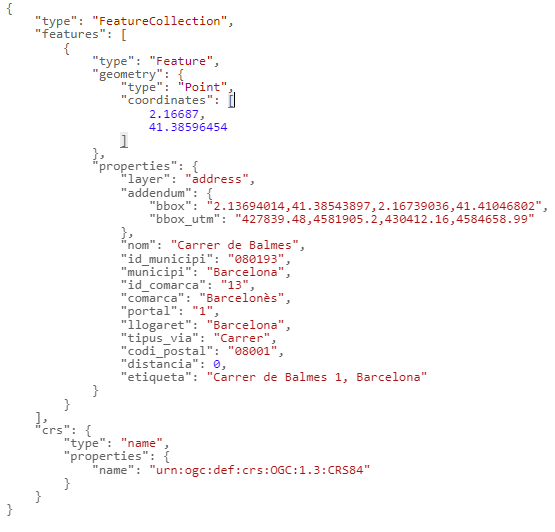 {
    "type": "FeatureCollection",
    "features": [
        {
            "type": "Feature",
            "geometry": {
                "type": "Point",
                "coordinates": [
                    2.16687,
                    41.38596454
                ]
            },
            "properties": {
                "layer": "address",
                "addendum": {
                    "bbox": "2.13694014,41.38543897,2.16739036,41.41046802",
                    "bbox_utm": "427839.48,4581905.2,430412.16,4584658.99"
                },
                "nom": "Carrer de Balmes",
                "id_municipi": "080193",
                "municipi": "Barcelona",
                "id_comarca": "13",
                "comarca": "Barcelonès",
                "portal": "1",
                "llogaret": "Barcelona",
                "tipus_via": "Carrer",
                "codi_postal": "08001",
                "distancia": 0,
                "etiqueta": "Carrer de Balmes 1, Barcelona"
            }
        }
    ],
    "crs": {
        "type": "name",
        "properties": {
            "name": "urn:ogc:def:crs:OGC:1.3:CRS84"
        }
    }
}